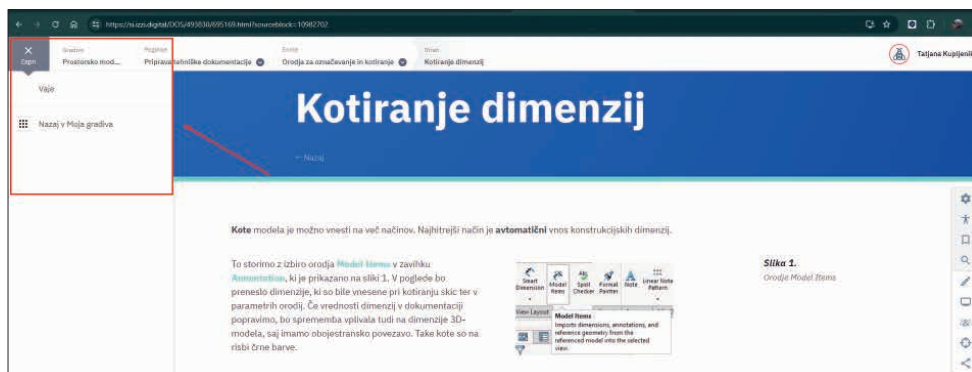 https://si.izzi.digital/DOS/493830/695169.html?sourceblock=10982702
Zapri
Gradivo
Prostorsko mod...
Poglavje
Priprava tehniške dokumentacije
Enota
Orodja za označevanje in kotiranje
Stran
Kotiranje dimenzij
Tatjana Kupljenik
Vaje
Nazaj v Moja gradiva
Kotiranje dimenzij
← Nazaj
Kote modela je možno vnesti na več načinov. Najhitrejši način je avtomatični vnos konstrukcijskih dimenzij.
To storimo z izbiro orodja Model Items v zavihku
Annotation, ki je prikazano na sliki 1. V poglede bo
preneslo dimenzije, ki so bile vnesene pri kotiranju skic ter v
parametrih orodij. Če vrednosti dimenzij v dokumentaciji
popravimo, bo sprememba vplivala tudi na dimenzije 3D-
modela, saj imamo obojestransko povezavo. Take kote so na
risbi črne barve.
Smart Dimension
Model Items
Spell Checker
Format Painter
Note
Linear Note Pattern
View Layout
Model Items
Imports dimensions, annotations, and
reference geometry from the
referenced model into the selected
view.
Slika 1.
Orodje Model Items